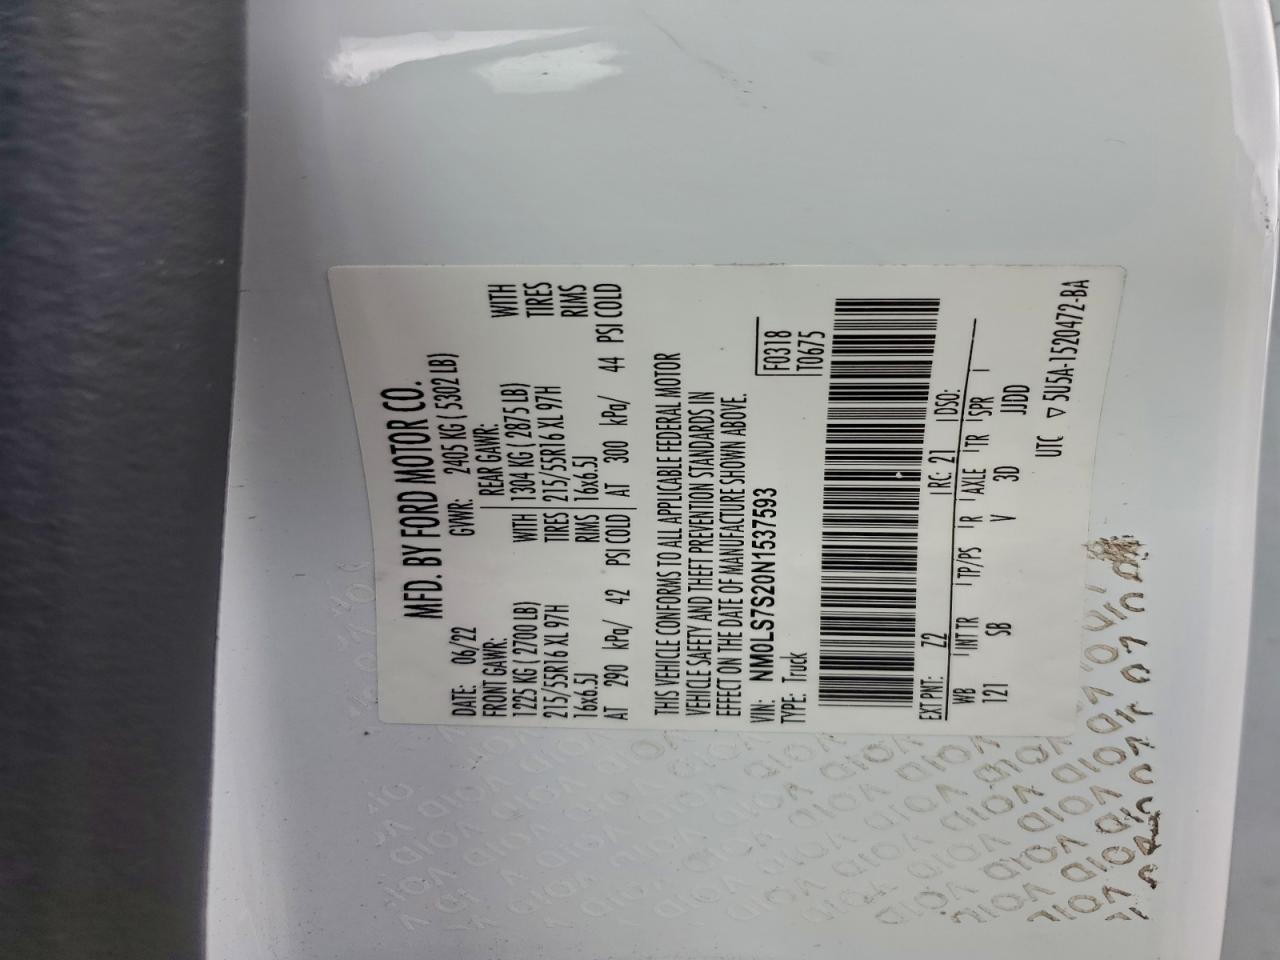 MFD. BY FORD MOTOR CO.
DATE: 06/22 GVWR: 2405 KG ( 5302 LB)
FRONT GAWR: REAR GAWR:
1225 KG ( 2700 LB) WITH 1304 KG ( 2875 LB) WITH
215/55R16 XL 97H TIRES 215/55R16 XL 97H TIRES
16x6.5J RIMS 16x6.5J RIMS
AT 290 kPa/ 42 PSI COLD AT 300 kPa/ 44 PSI COLD
THIS VEHICLE CONFORMS TO ALL APPLICABLE FEDERAL MOTOR
VEHICLE SAFETY AND THEFT PREVENTION STANDARDS IN
EFFECT ON THE DATE OF MANUFACTURE SHOWN ABOVE.
VIN: NM0LS7S20N1537593 F0318
TYPE: Truck T0675
EXT PNT: Z2 RC: 21 DSO:
WB INT TR TP/PS R AXLE TR SPR
121 SB V 3D JJDD
UTC ▽ 5U5A-1520472-BA
VOID VOID VOID